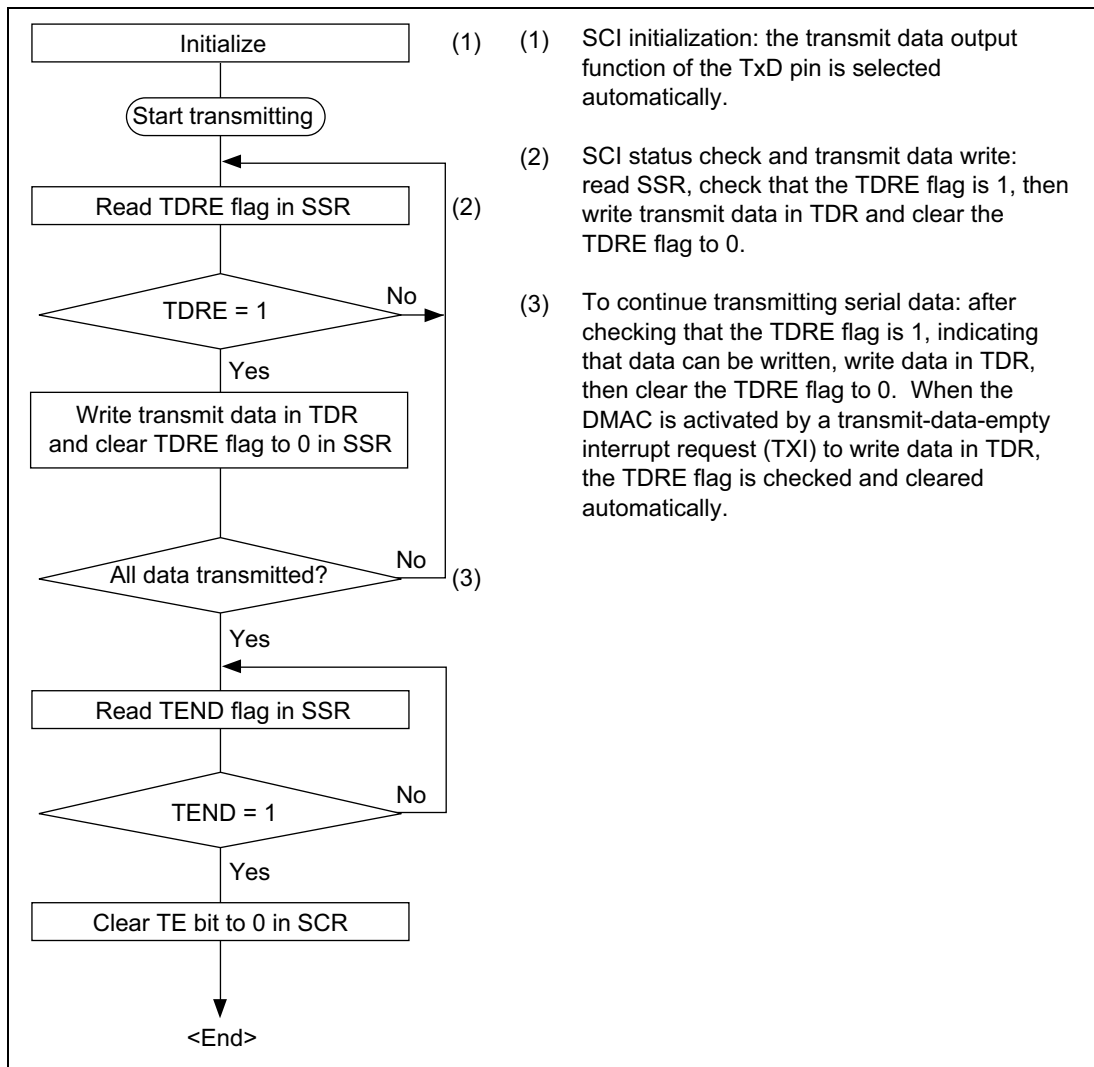 Initialize
(1)
Start transmitting
Read TDRE flag in SSR
(2)
TDRE = 1
No
Yes
Write transmit data in TDR
and clear TDRE flag to 0 in SSR
All data transmitted?
No
(3)
Yes
Read TEND flag in SSR
TEND = 1
No
Yes
Clear TE bit to 0 in SCR
<End>
(1) SCI initialization: the transmit data output
function of the TxD pin is selected
automatically.
(2) SCI status check and transmit data write:
read SSR, check that the TDRE flag is 1, then
write transmit data in TDR and clear the
TDRE flag to 0.
(3) To continue transmitting serial data: after
checking that the TDRE flag is 1, indicating
that data can be written, write data in TDR,
then clear the TDRE flag to 0. When the
DMAC is activated by a transmit-data-empty
interrupt request (TXI) to write data in TDR,
the TDRE flag is checked and cleared
automatically.